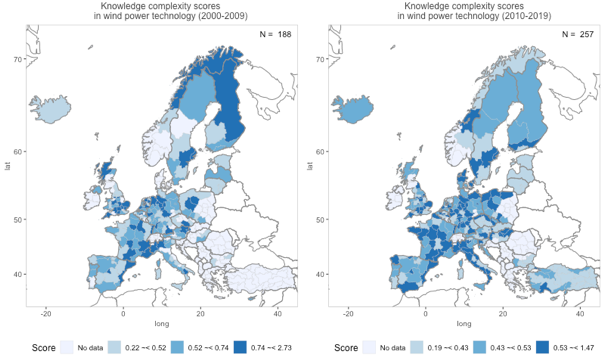 Knowledge complexity scores
in wind power technology (2000-2009)
N = 188
70
60
50
40
lat
-20
0
20
40
long
Score
No data
0.22 −< 0.52
0.52 −< 0.74
0.74 −< 2.73
Knowledge complexity scores
in wind power technology (2010-2019)
N = 257
70
60
50
40
lat
-20
0
20
40
long
Score
No data
0.19 −< 0.43
0.43 −< 0.53
0.53 −< 1.47